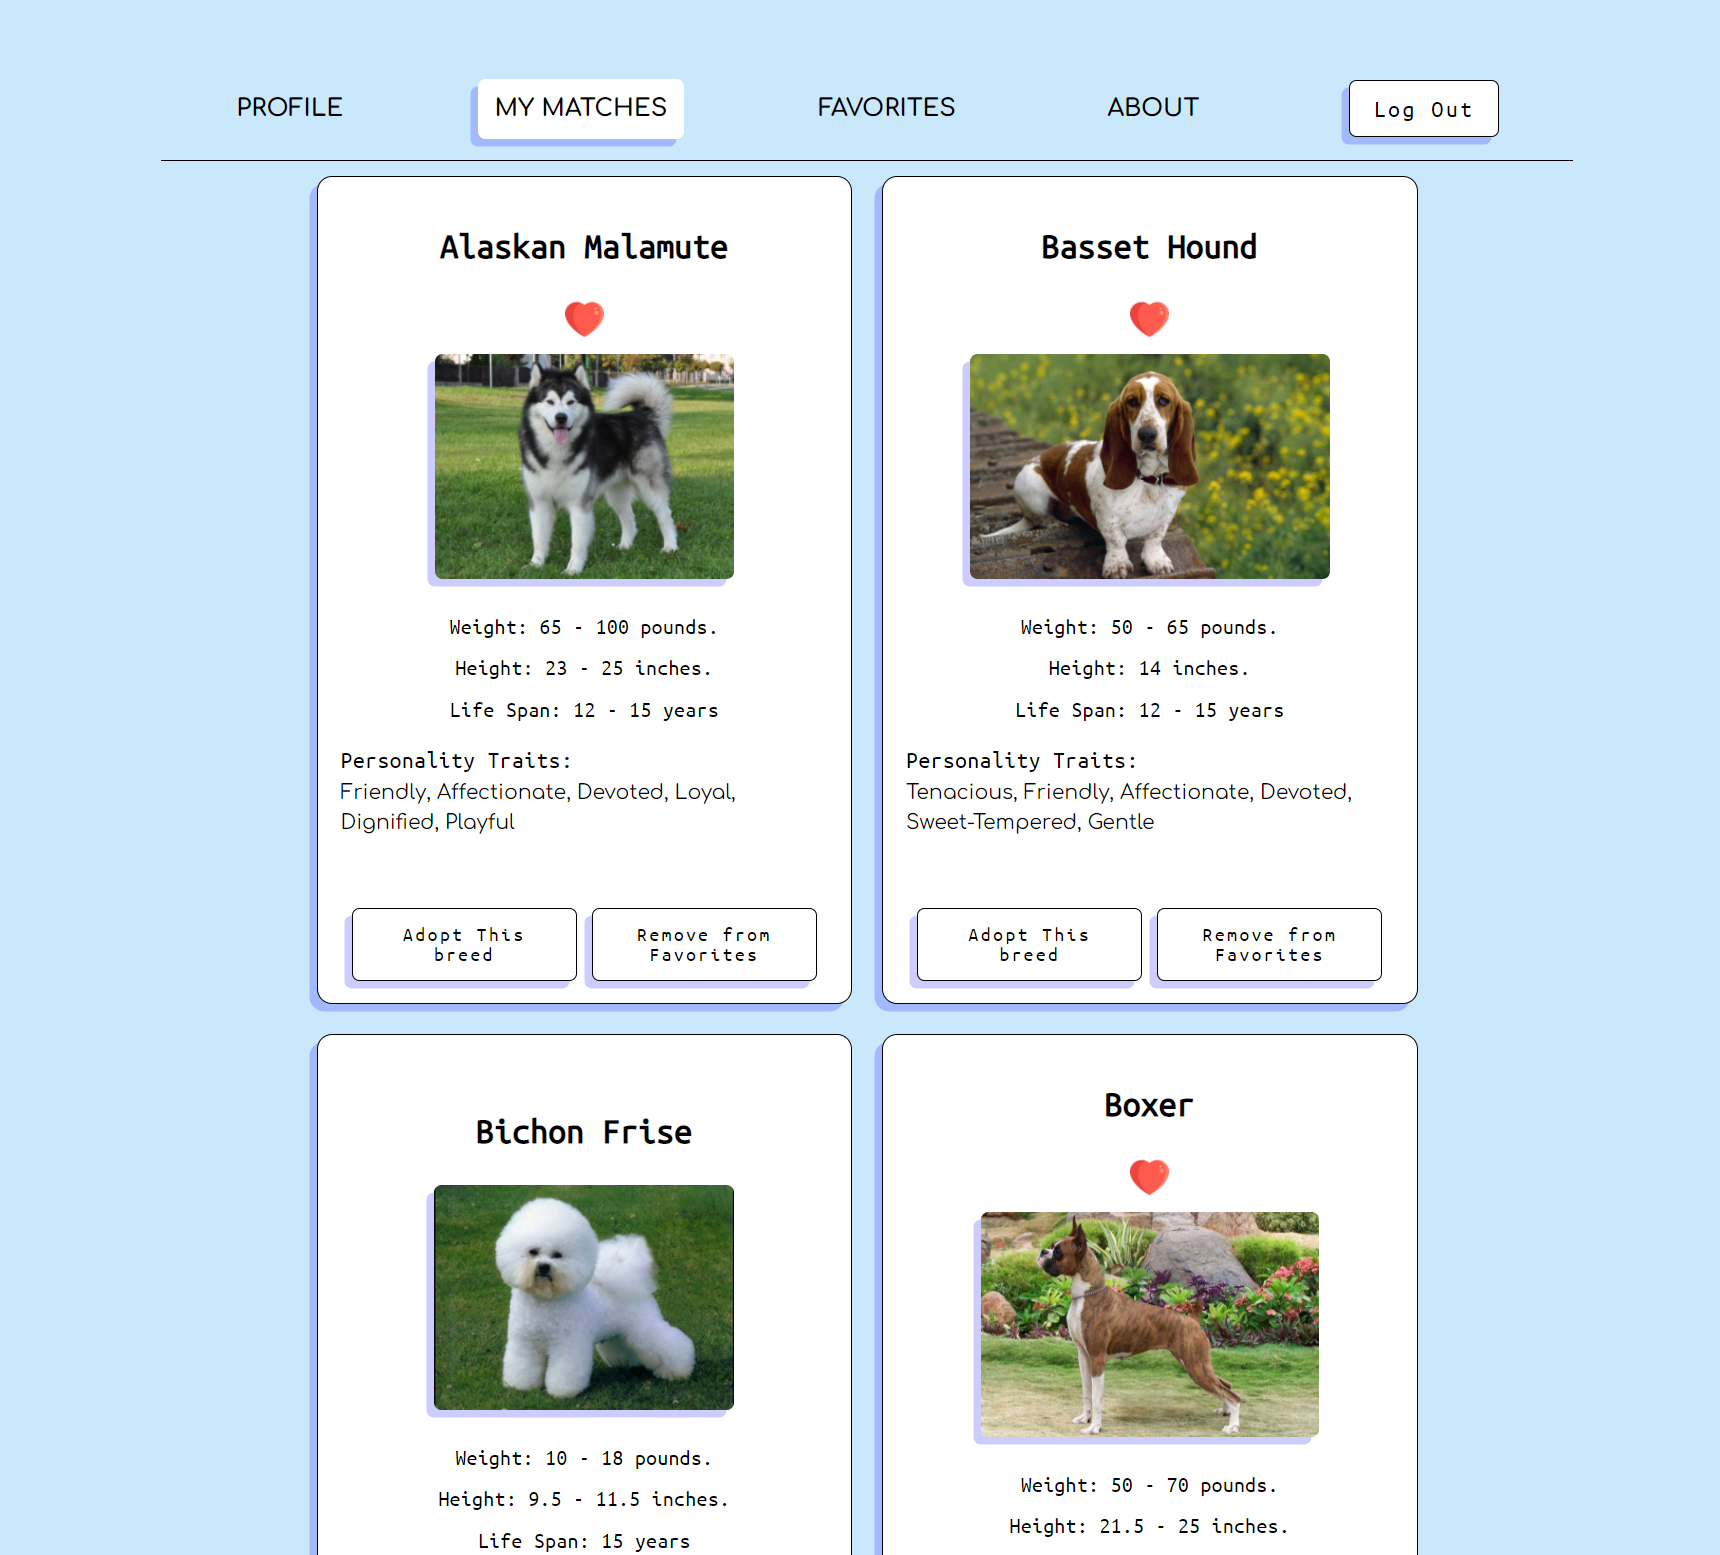 PROFILE
MY MATCHES
FAVORITES
ABOUT
Log Out
Alaskan Malamute
Weight: 65 - 100 pounds.
Height: 23 - 25 inches.
Life Span: 12 - 15 years
Personality Traits:
Friendly, Affectionate, Devoted, Loyal,
Dignified, Playful
Adopt This
breed
Remove from
Favorites
Basset Hound
Weight: 50 - 65 pounds.
Height: 14 inches.
Life Span: 12 - 15 years
Personality Traits:
Tenacious, Friendly, Affectionate, Devoted,
Sweet-Tempered, Gentle
Adopt This
breed
Remove from
Favorites
Bichon Frise
Weight: 10 - 18 pounds.
Height: 9.5 - 11.5 inches.
Life Span: 15 years
Boxer
Weight: 50 - 70 pounds.
Height: 21.5 - 25 inches.